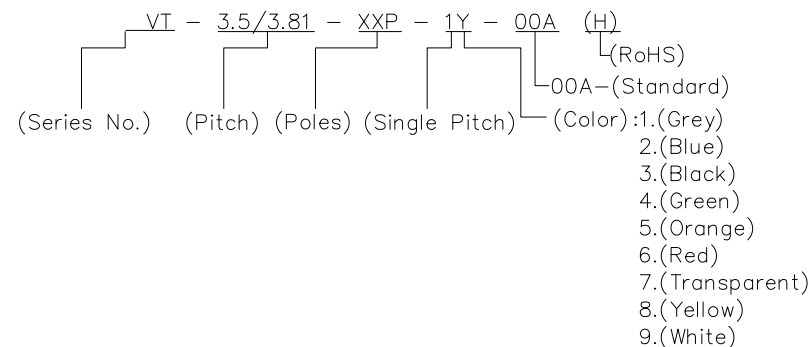 VT - 3.5/3.81 - XXP - 1Y - 00A (H)
(RoHS)
00A-(Standard)
(Series No.) (Pitch) (Poles) (Single Pitch) (Color):1.(Grey)
2.(Blue)
3.(Black)
4.(Green)
5.(Orange)
6.(Red)
7.(Transparent)
8.(Yellow)
9.(White)